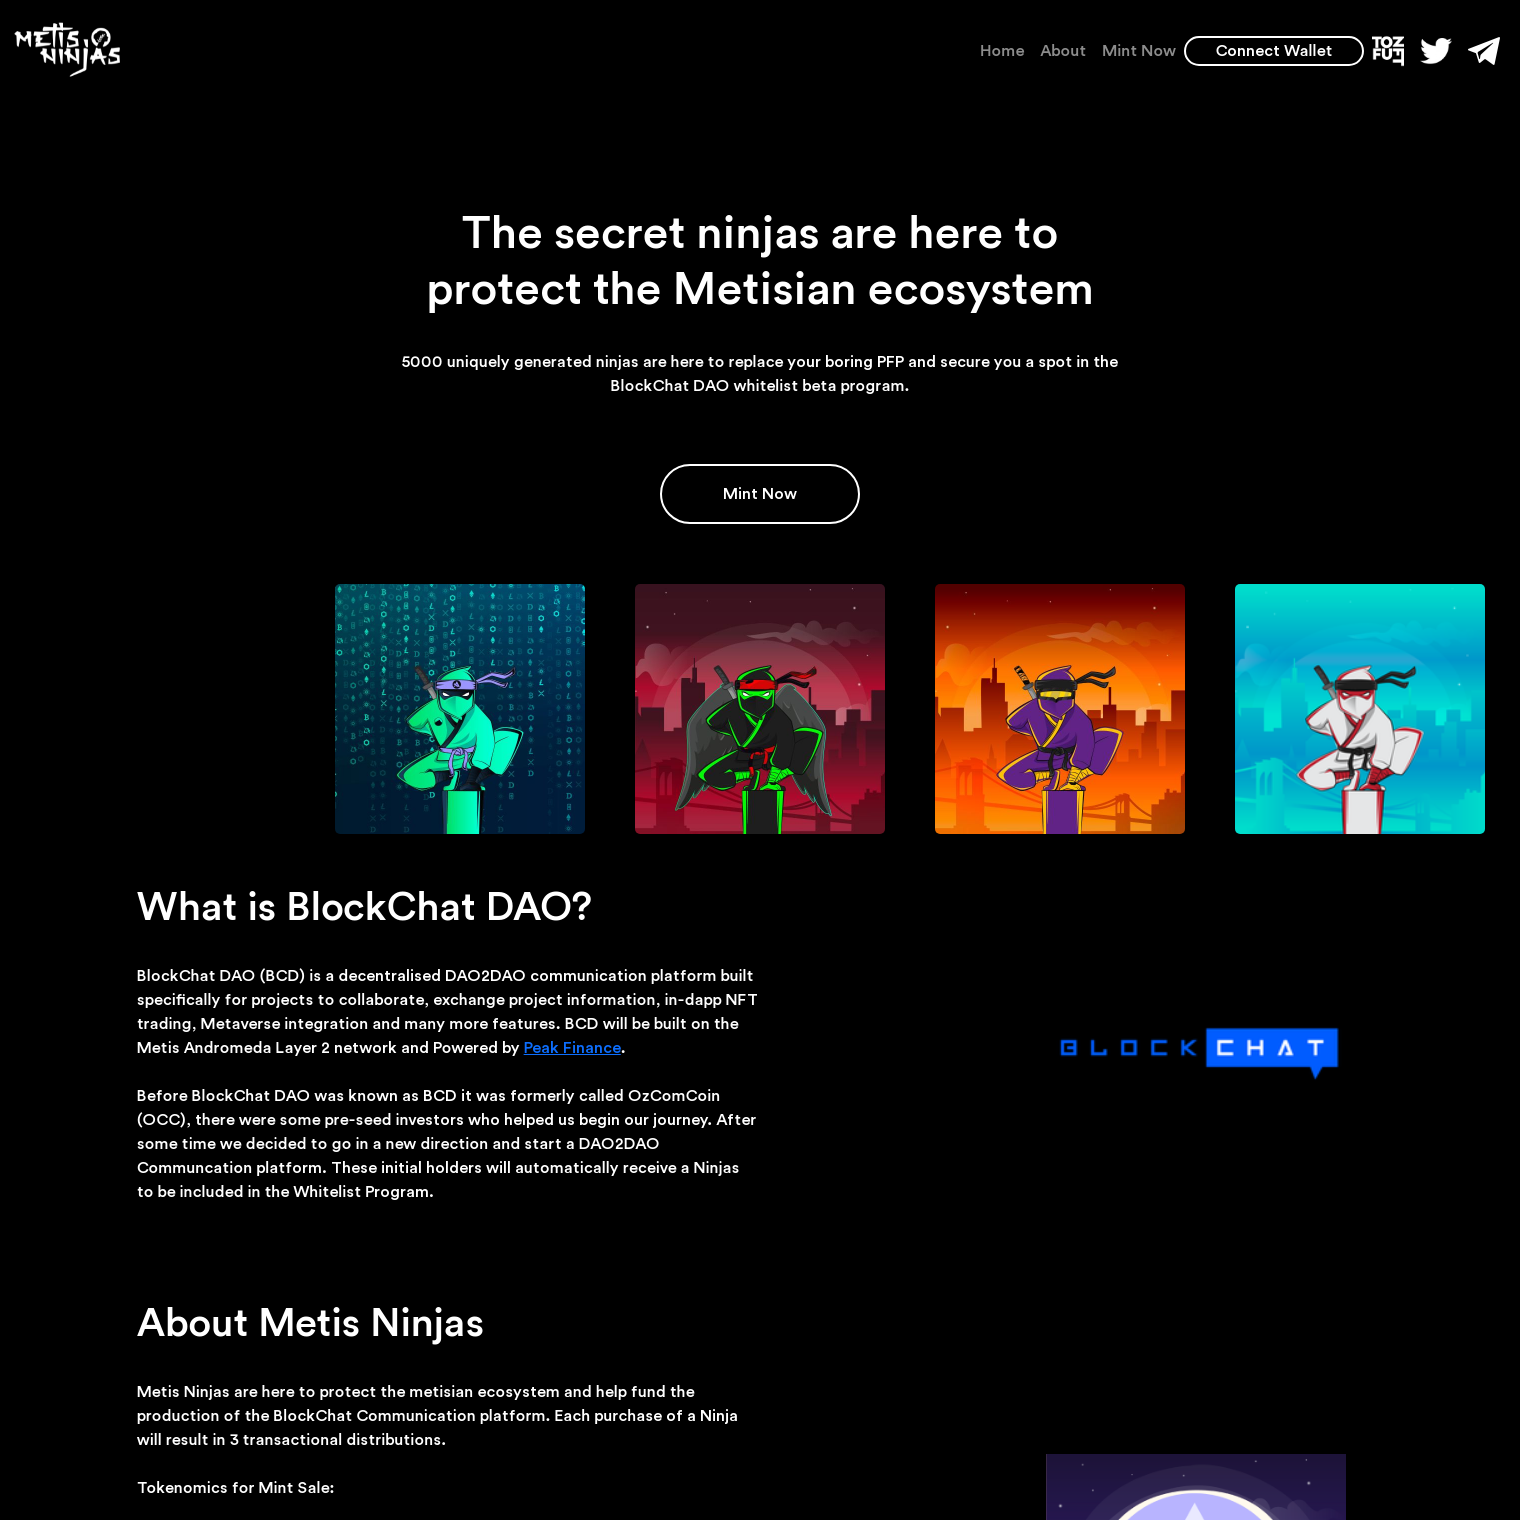 METIS NINJAS
Home
About
Mint Now
Connect Wallet
TOZ
FUT
The secret ninjas are here to
protect the Metisian ecosystem
5000 uniquely generated ninjas are here to replace your boring PFP and secure you a spot in the
BlockChat DAO whitelist beta program.
Mint Now
What is BlockChat DAO?
BlockChat DAO (BCD) is a decentralised DAO2DAO communication platform built
specifically for projects to collaborate, exchange project information, in-dapp NFT
trading, Metaverse integration and many more features. BCD will be built on the
Metis Andromeda Layer 2 network and Powered by Peak Finance.
Before BlockChat DAO was known as BCD it was formerly called OzComCoin
(OCC), there were some pre-seed investors who helped us begin our journey. After
some time we decided to go in a new direction and start a DAO2DAO
Communcation platform. These initial holders will automatically receive a Ninjas
to be included in the Whitelist Program.
BLOCK CHAT
About Metis Ninjas
Metis Ninjas are here to protect the metisian ecosystem and help fund the
production of the BlockChat Communication platform. Each purchase of a Ninja
will result in 3 transactional distributions.
Tokenomics for Mint Sale: